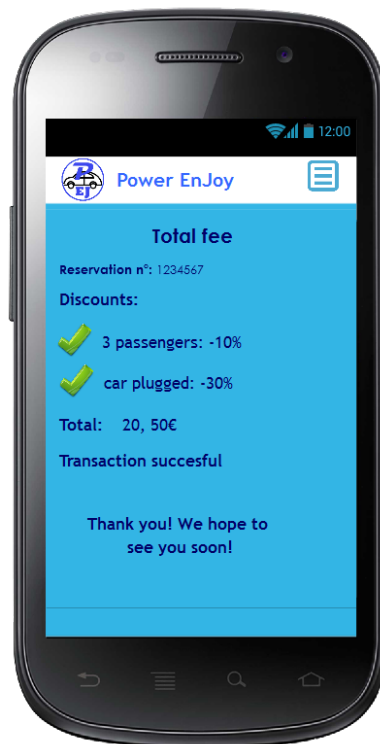 12:00
P
EJ
Power EnJoy
Total fee
Reservation n°: 1234567
Discounts:
3 passengers: -10%
car plugged: -30%
Total: 20, 50€
Transaction succesful
Thank you! We hope to
see you soon!